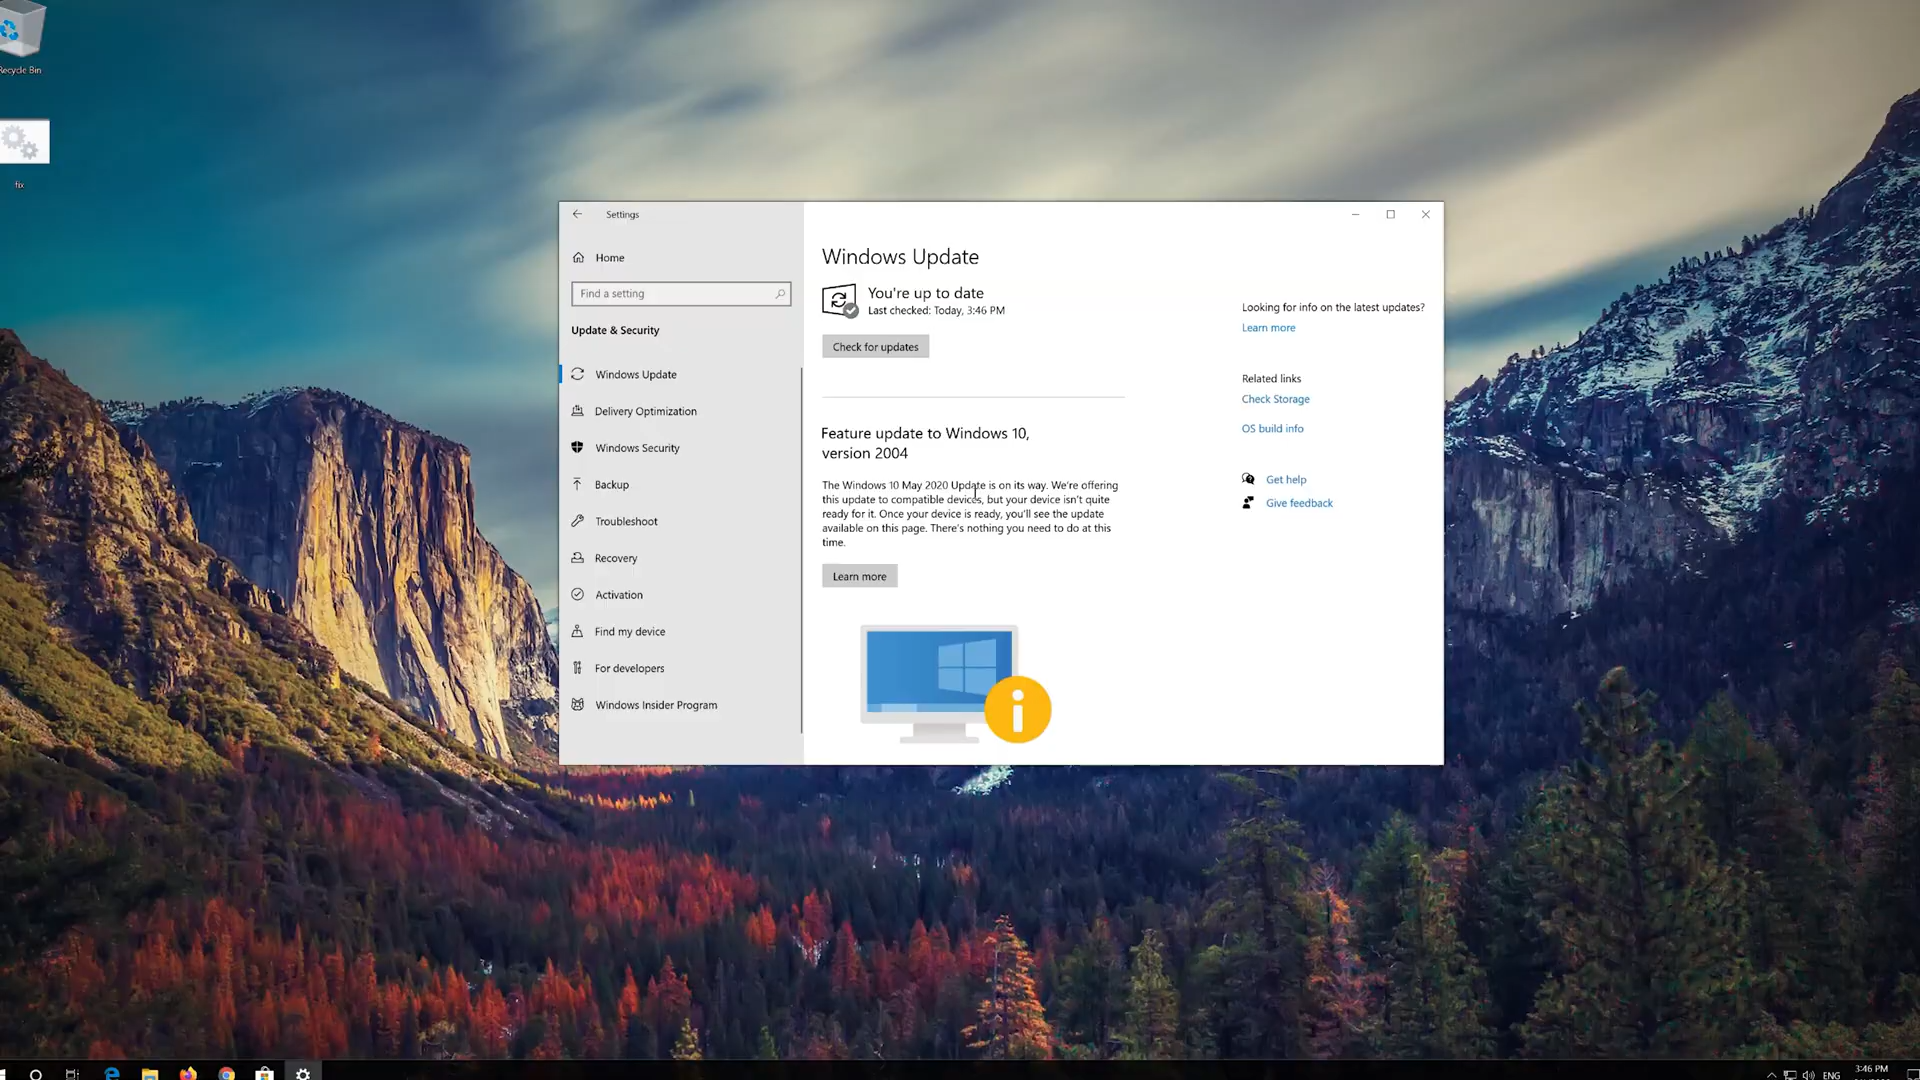 Recycle Bin
fix
Settings
Home
Find a setting
Update & Security
Windows Update
Delivery Optimization
Windows Security
Backup
Troubleshoot
Recovery
Activation
Find my device
For developers
Windows Insider Program
Windows Update
You're up to date
Last checked: Today, 3:46 PM
Check for updates
Feature update to Windows 10,
version 2004
The Windows 10 May 2020 Update is on its way. We're offering
this update to compatible devices, but your device isn't quite
ready for it. Once your device is ready, you'll see the update
available on this page. There's nothing you need to do at this
time.
Learn more
Looking for info on the latest updates?
Learn more
Related links
Check Storage
OS build info
Get help
Give feedback
ENG
3:46 PM